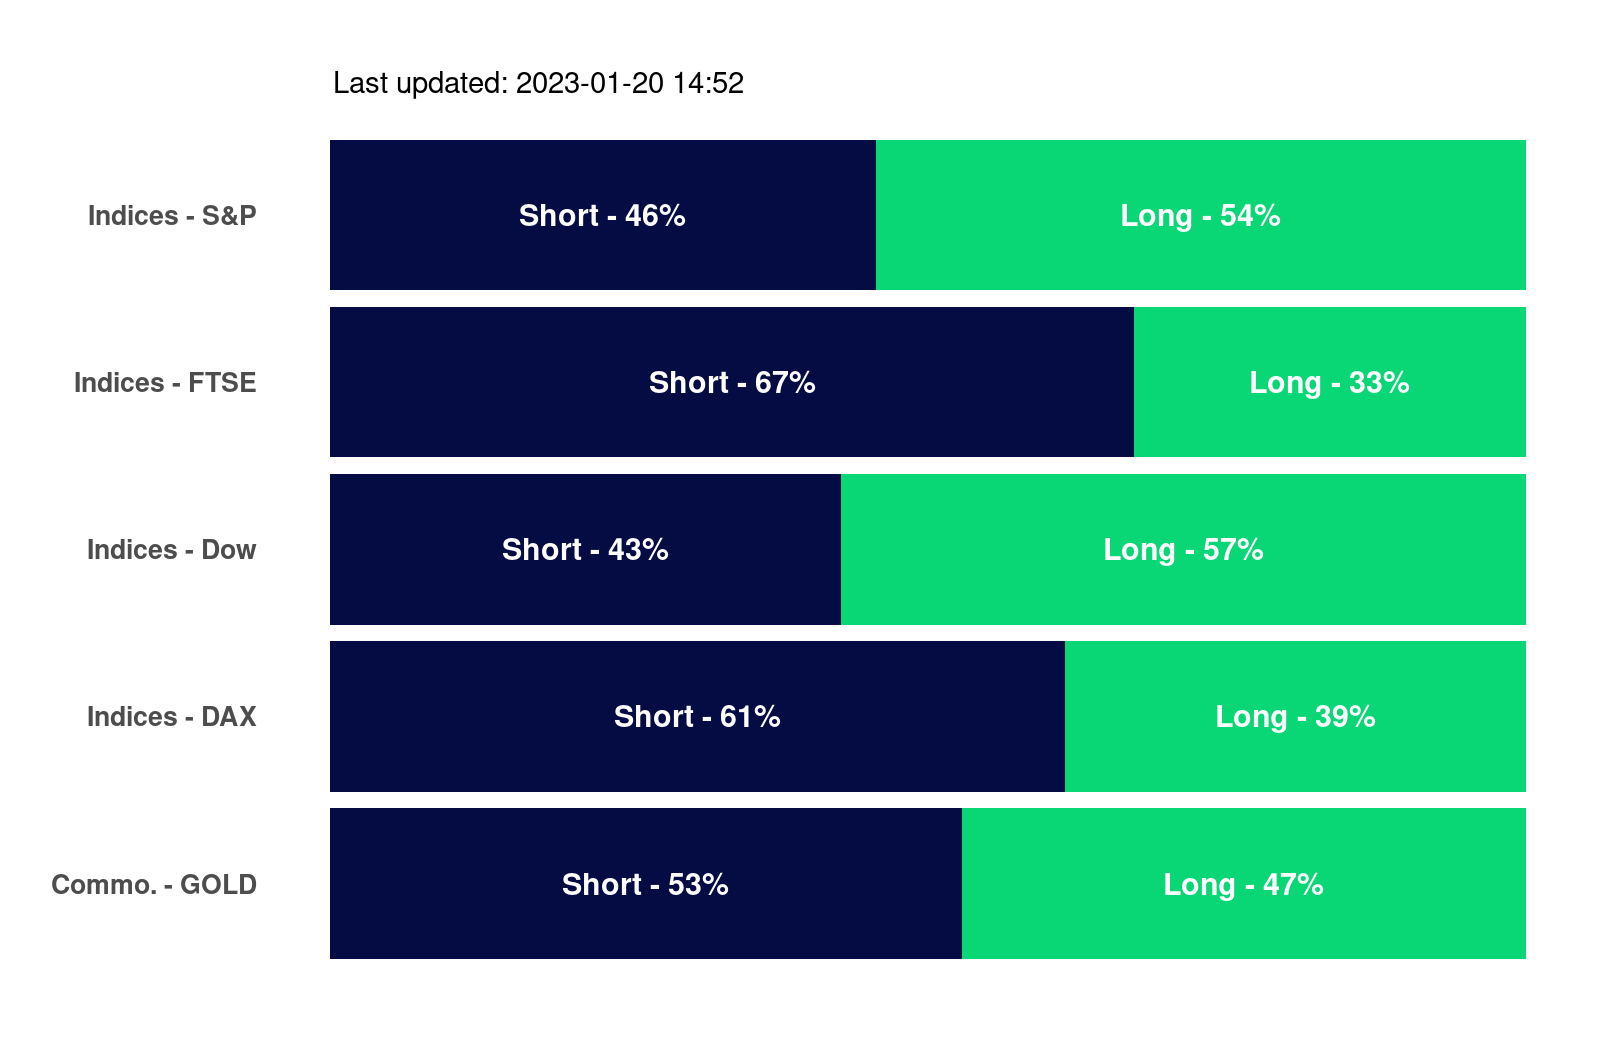 Last updated: 2023-01-20 14:52
Indices - S&P Short - 46% Long - 54%
Indices - FTSE Short - 67% Long - 33%
Indices - Dow Short - 43% Long - 57%
Indices - DAX Short - 61% Long - 39%
Commo. - GOLD Short - 53% Long - 47%